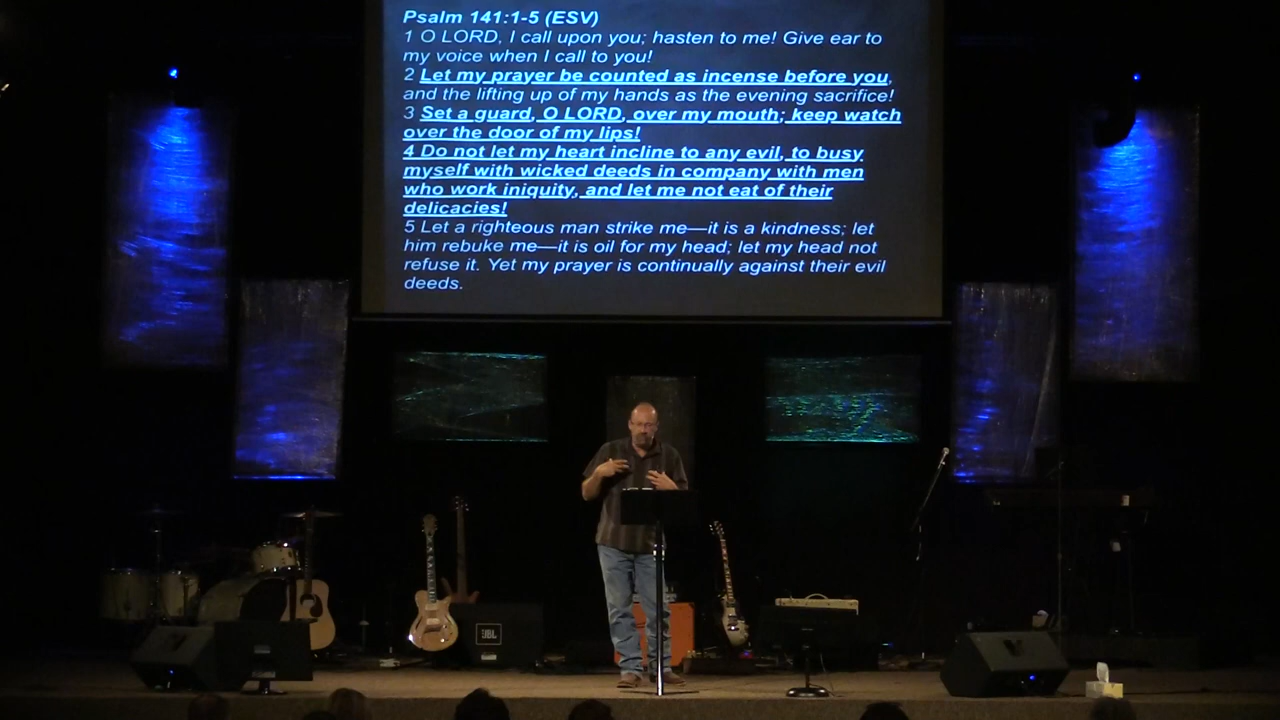 Psalm 141:1-5 (ESV)
1 O LORD, I call upon you; hasten to me! Give ear to
my voice when I call to you!
2 Let my prayer be counted as incense before you,
and the lifting up of my hands as the evening sacrifice!
3 Set a guard, O LORD, over my mouth; keep watch
over the door of my lips!
4 Do not let my heart incline to any evil, to busy
myself with wicked deeds in company with men
who work iniquity, and let me not eat of their
delicacies!
5 Let a righteous man strike me—it is a kindness; let
him rebuke me—it is oil for my head; let my head not
refuse it. Yet my prayer is continually against their evil
deeds.
JBL